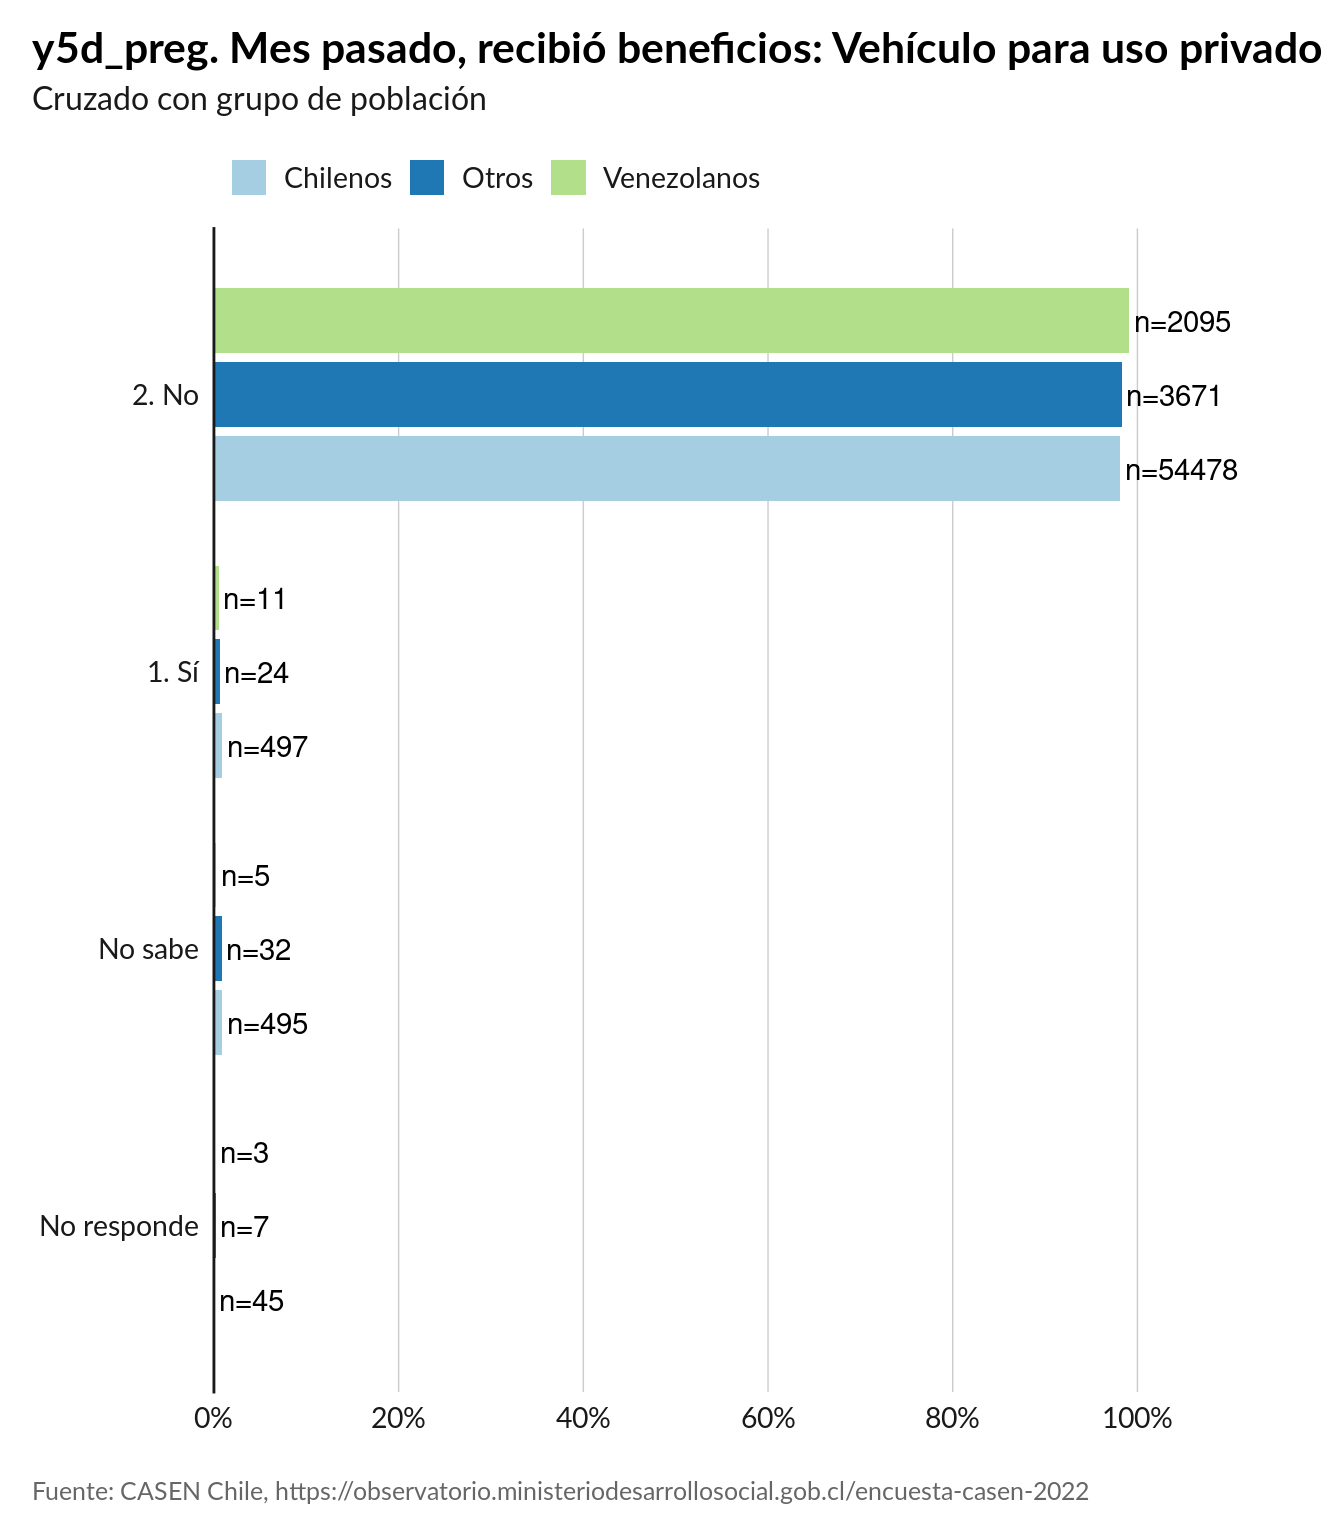 y5d_preg. Mes pasado, recibió beneficios: Vehículo para uso privado
Cruzado con grupo de población
Chilenos Otros Venezolanos
n=2095
2. No n=3671
n=54478
n=11
1. Sí n=24
n=497
n=5
No sabe n=32
n=495
n=3
No responde n=7
n=45
0% 20% 40% 60% 80% 100%
Fuente: CASEN Chile, https://observatorio.ministeriodesarrollosocial.gob.cl/encuesta-casen-2022